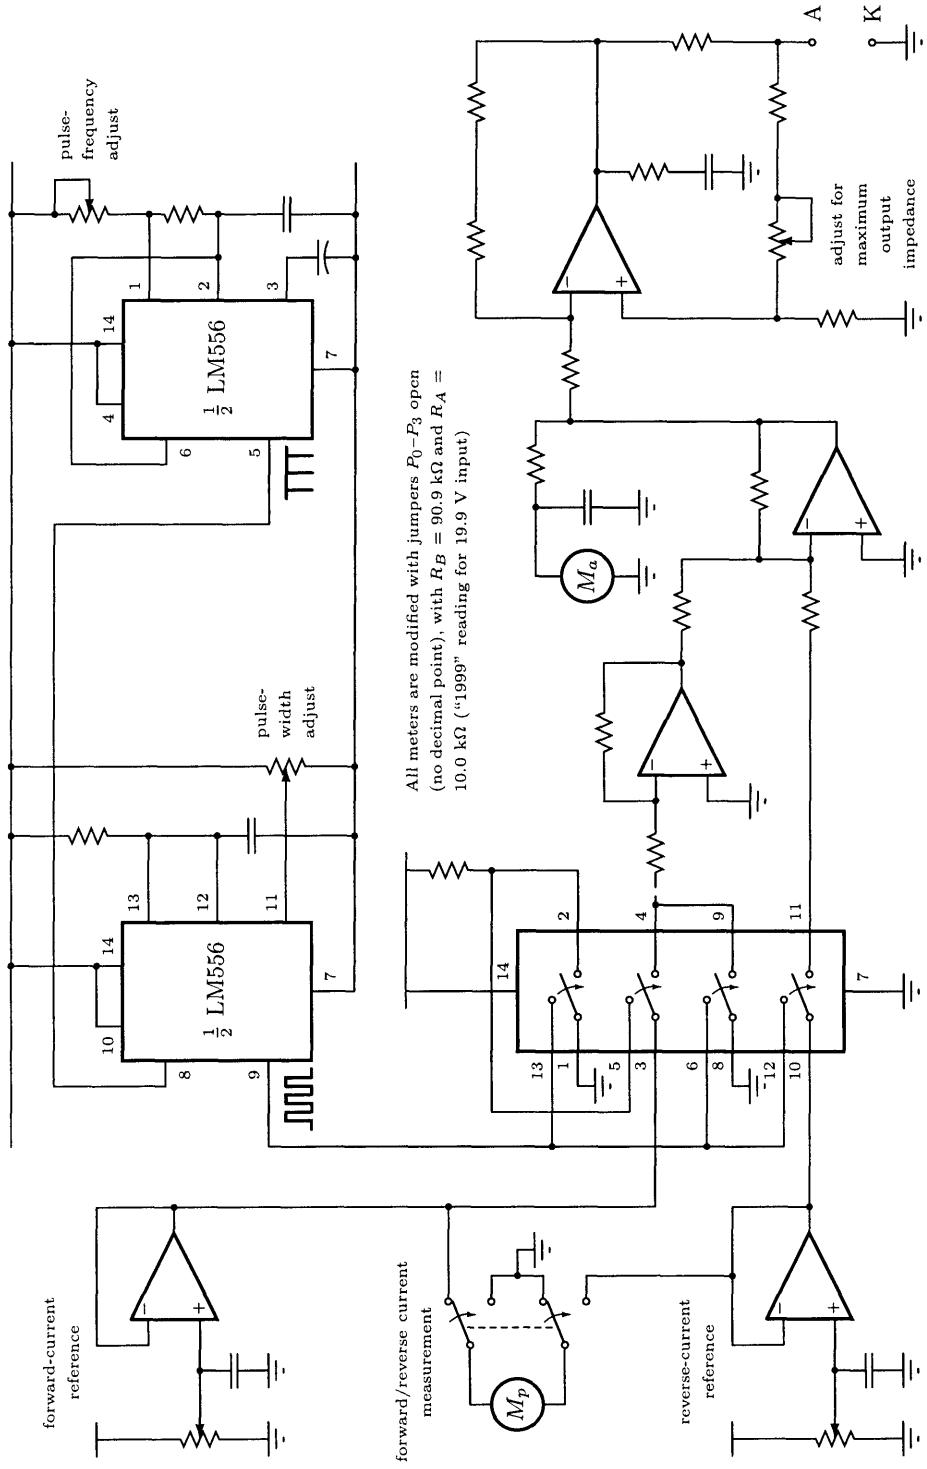 pulse-
frequency
adjust
14
4
1
2
3
½ LM556
7
6
5
pulse-
width
adjust
14
10
13
12
11
½ LM556
7
8
9
All meters are modified with jumpers P₀–P₃ open
(no decimal point), with R_B = 90.9 kΩ and R_A =
10.0 kΩ (“1999” reading for 19.9 V input)
forward-current
reference
−
+
forward/reverse current
measurement
M_p
reverse-current
reference
−
+
14
2
4
9
11
7
13
1
5
3
6
8
12
10
−
+
M_a
−
+
−
+
adjust for
maximum
output
impedance
A
K